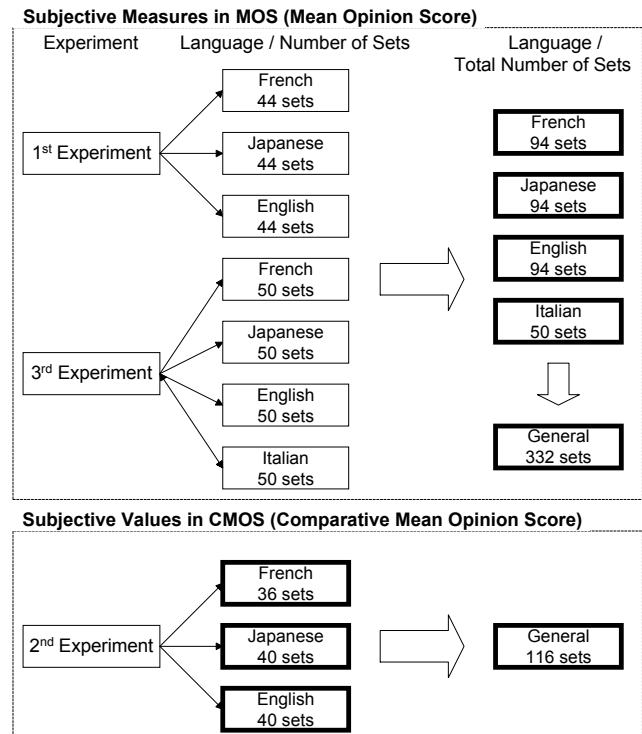 Subjective Measures in MOS (Mean Opinion Score)
Experiment
Language / Number of Sets
Language /
Total Number of Sets
1st Experiment
French
44 sets
Japanese
44 sets
English
44 sets
3rd Experiment
French
50 sets
Japanese
50 sets
English
50 sets
Italian
50 sets
French
94 sets
Japanese
94 sets
English
94 sets
Italian
50 sets
General
332 sets
Subjective Values in CMOS (Comparative Mean Opinion Score)
2nd Experiment
French
36 sets
Japanese
40 sets
English
40 sets
General
116 sets